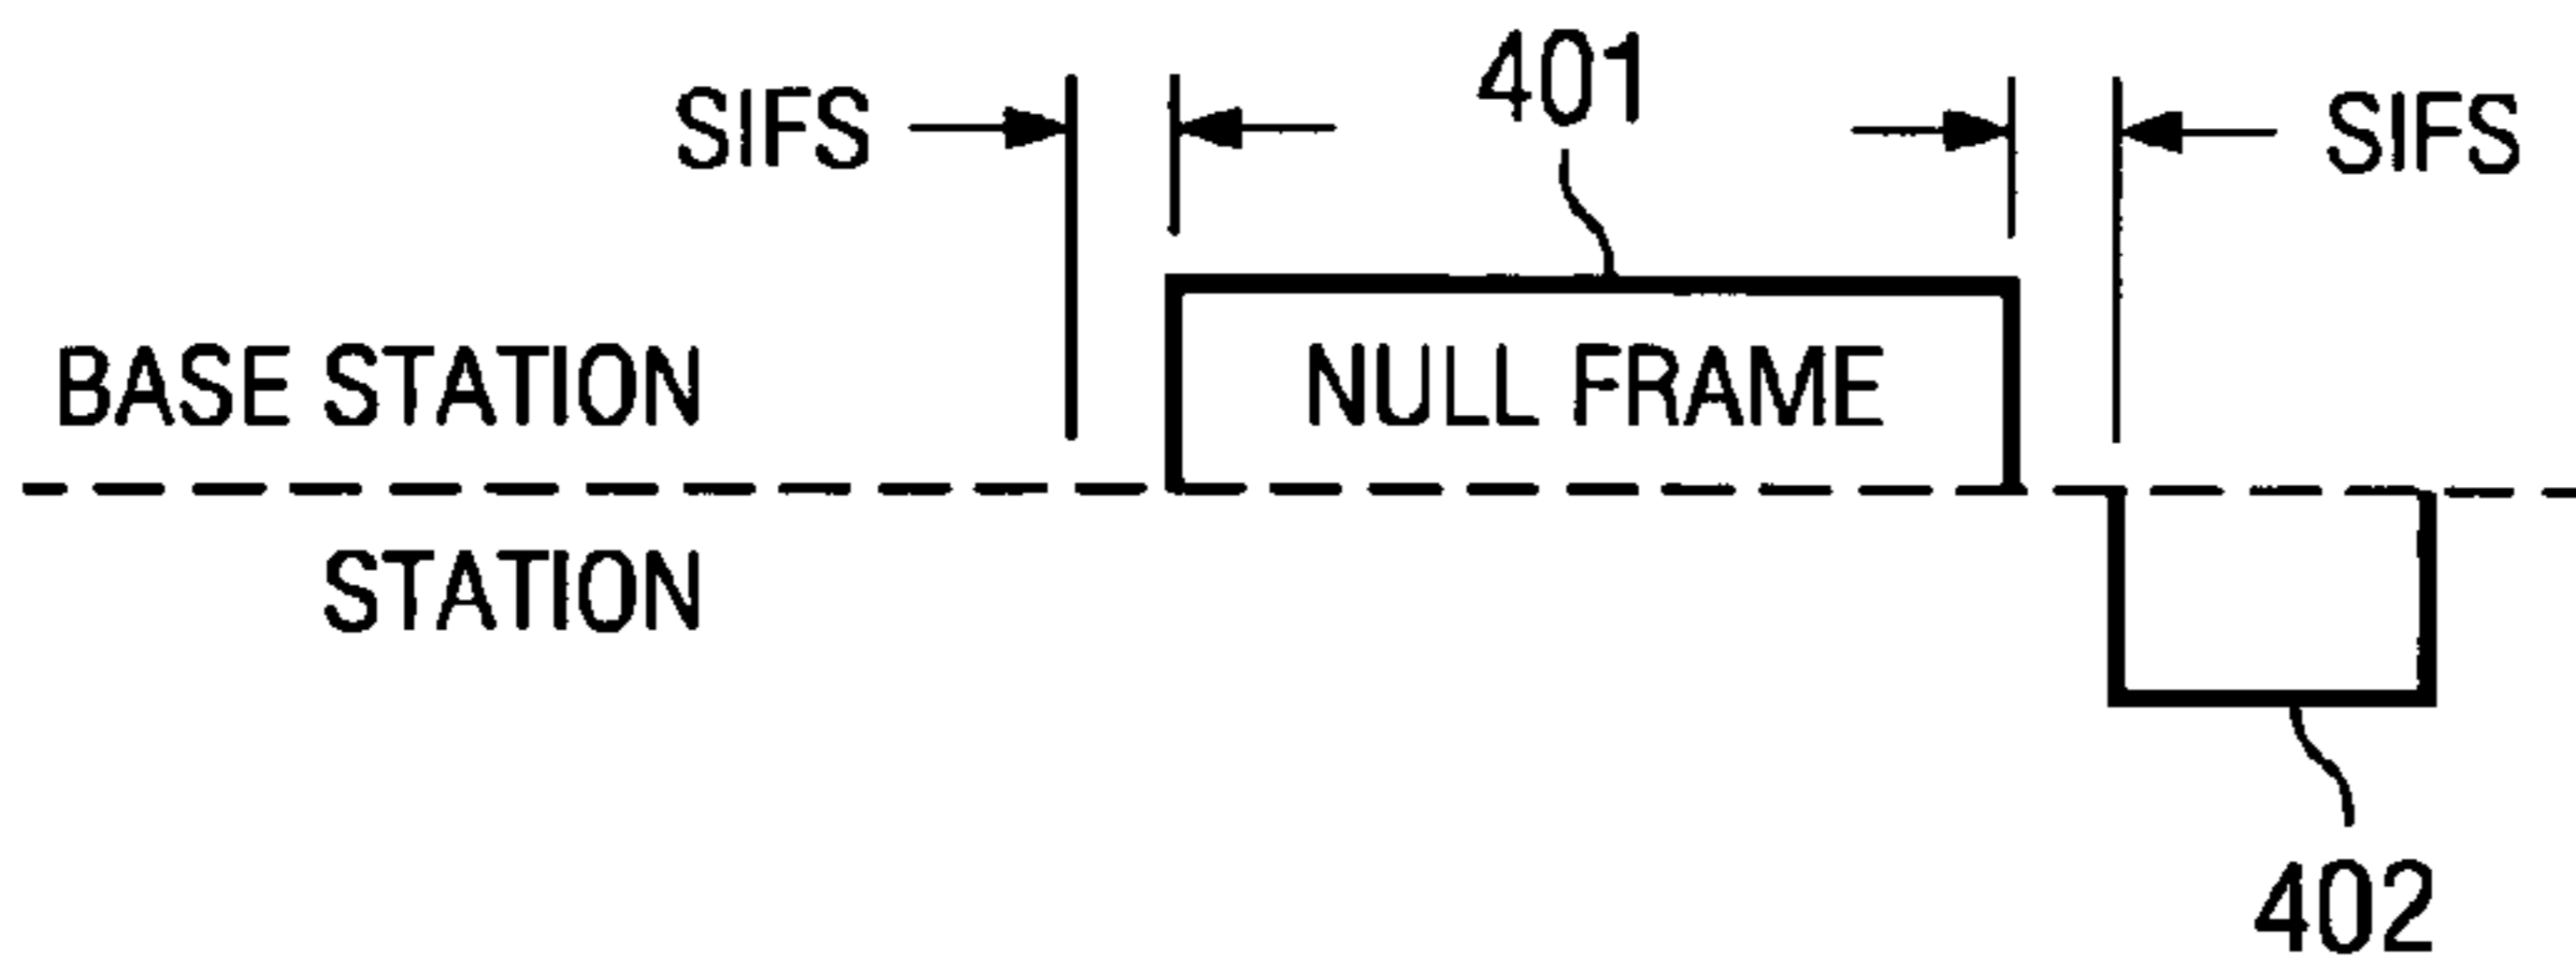 401
SIFS
SIFS
BASE STATION
NULL FRAME
STATION
402